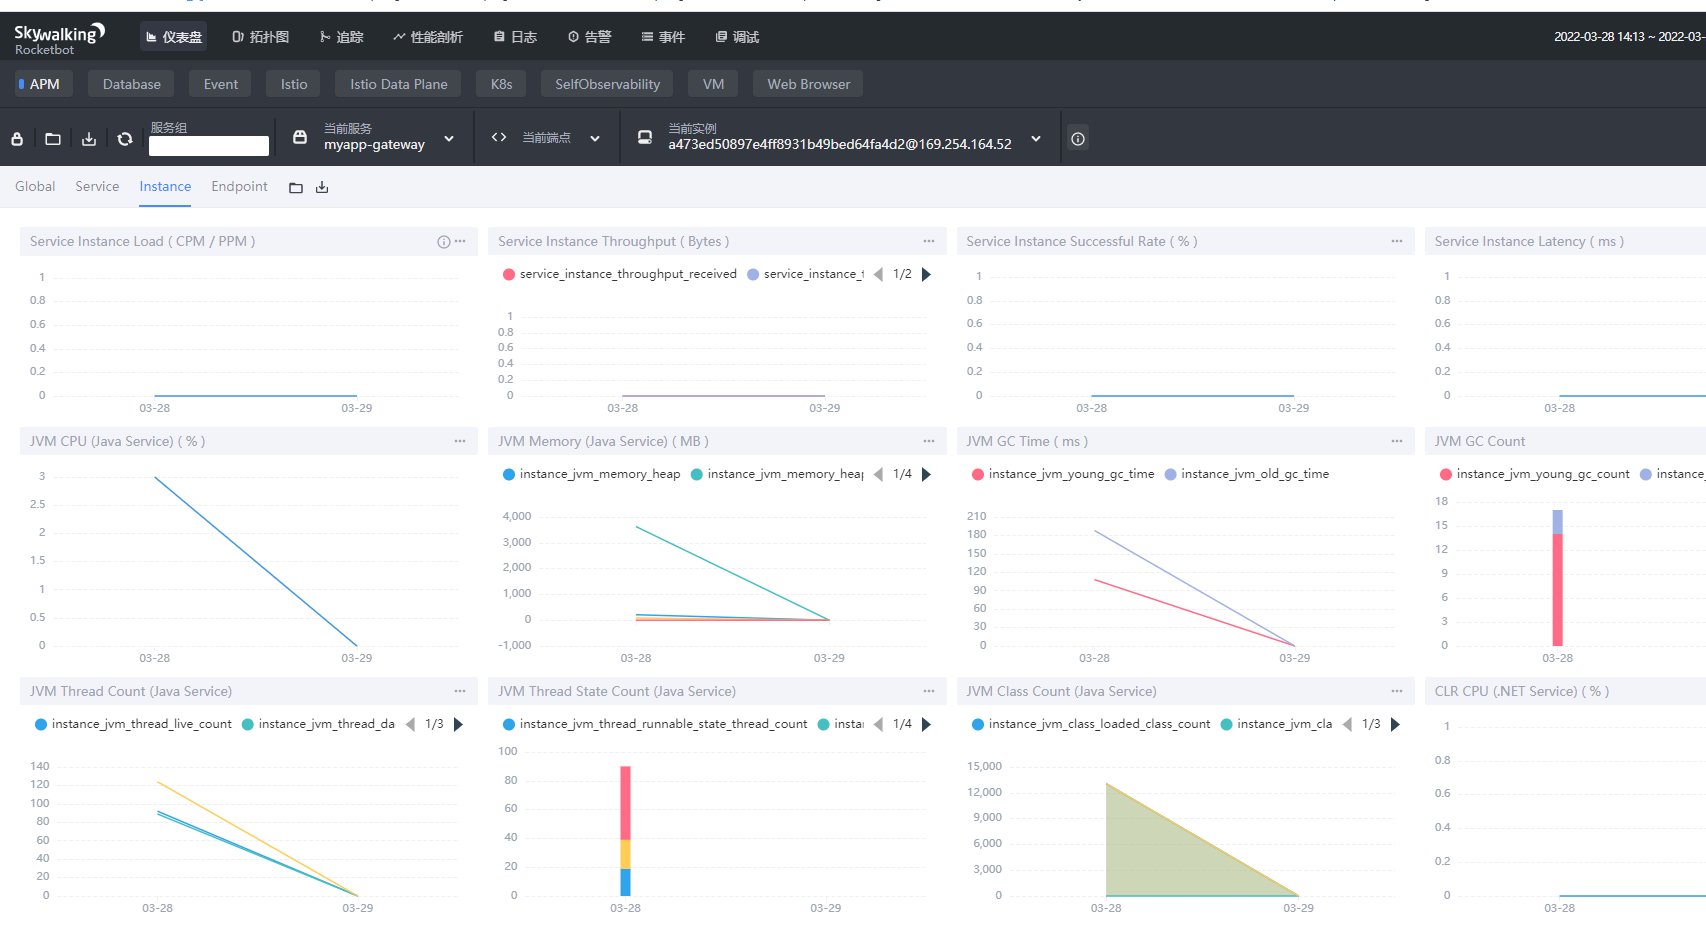 Skywalking
Rocketbot
仪表盘
拓扑图
追踪
性能剖析
日志
告警
事件
调试
2022-03-28 14:13 ~ 2022-03-
APM
Database
Event
Istio
Istio Data Plane
K8s
SelfObservability
VM
Web Browser
服务组
当前服务
myapp-gateway
当前端点
当前实例
a473ed50897e4ff8931b49bed64fa4d2@169.254.164.52
Global
Service
Instance
Endpoint
Service Instance Load ( CPM / PPM )
1
0.8
0.6
0.4
0.2
0
03-28
03-29
Service Instance Throughput ( Bytes )
service_instance_throughput_received
service_instance_t
1/2
1
0.8
0.6
0.4
0.2
0
03-28
03-29
Service Instance Successful Rate ( % )
1
0.8
0.6
0.4
0.2
0
03-28
03-29
Service Instance Latency ( ms )
1
0.8
0.6
0.4
0.2
0
03-28
JVM CPU (Java Service) ( % )
3
2.5
2
1.5
1
0.5
0
03-28
03-29
JVM Memory (Java Service) ( MB )
instance_jvm_memory_heap
instance_jvm_memory_heap
1/4
4,000
3,000
2,000
1,000
0
-1,000
03-28
03-29
JVM GC Time ( ms )
instance_jvm_young_gc_time
instance_jvm_old_gc_time
210
180
150
120
90
60
30
0
03-28
03-29
JVM GC Count
instance_jvm_young_gc_count
instance_
18
15
12
9
6
3
0
03-28
JVM Thread Count (Java Service)
instance_jvm_thread_live_count
instance_jvm_thread_da
1/3
140
120
100
80
60
40
20
0
03-28
03-29
JVM Thread State Count (Java Service)
instance_jvm_thread_runnable_state_thread_count
insta
1/4
100
80
60
40
20
0
03-28
03-29
JVM Class Count (Java Service)
instance_jvm_class_loaded_class_count
instance_jvm_cla
1/3
15,000
12,000
9,000
6,000
3,000
0
03-28
03-29
CLR CPU (.NET Service) ( % )
1
0.8
0.6
0.4
0.2
0
03-28